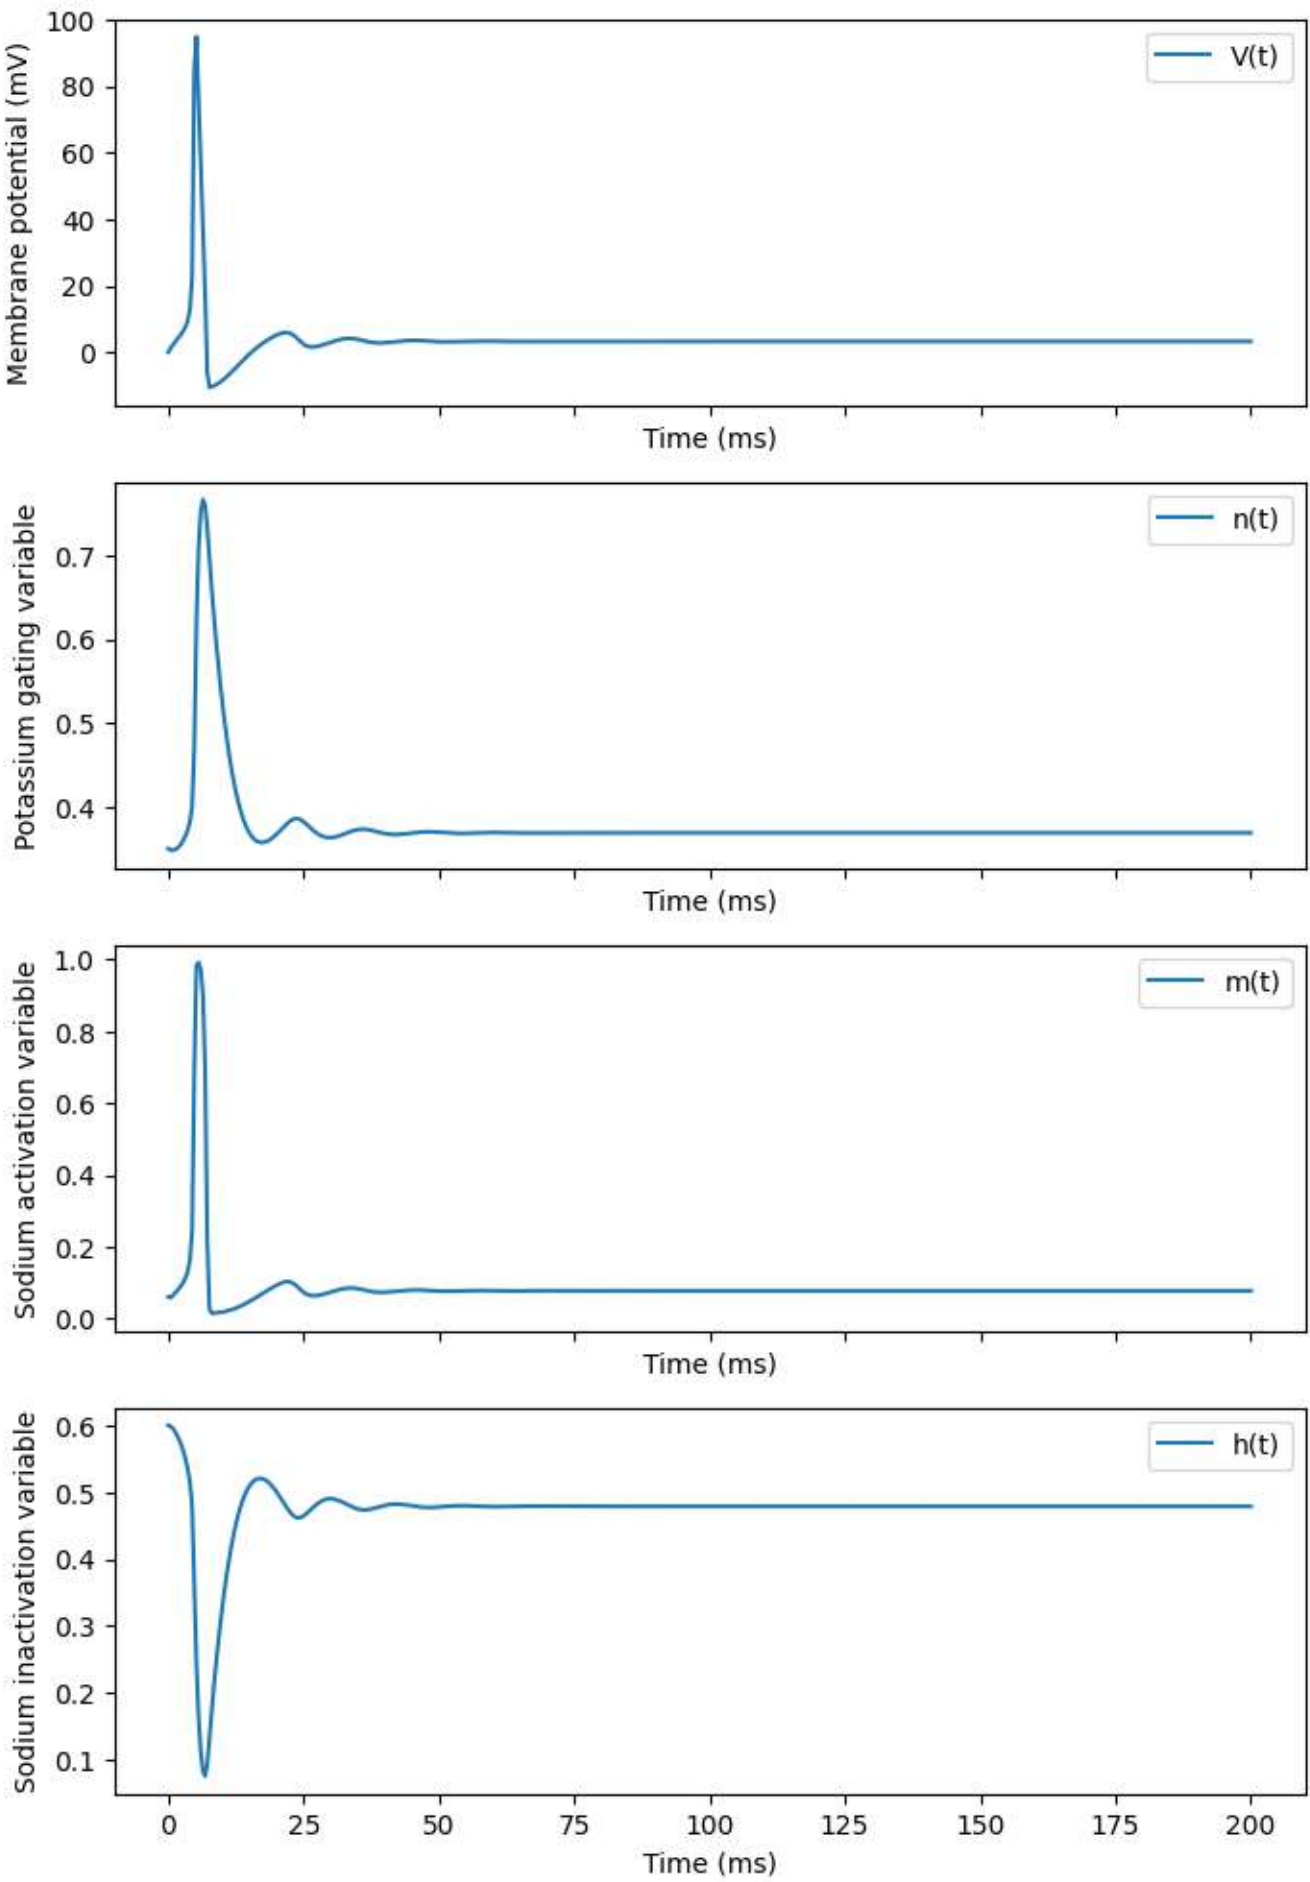 Membrane potential (mV)
100
80
60
40
20
0
V(t)
Time (ms)
Potassium gating variable
0.7
0.6
0.5
0.4
n(t)
Time (ms)
Sodium activation variable
1.0
0.8
0.6
0.4
0.2
0.0
m(t)
Time (ms)
Sodium inactivation variable
0.6
0.5
0.4
0.3
0.2
0.1
h(t)
0 25 50 75 100 125 150 175 200
Time (ms)